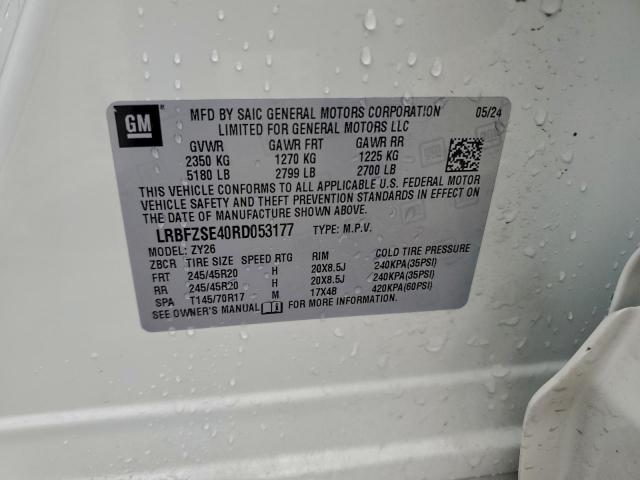 GM
MFD BY SAIC GENERAL MOTORS CORPORATION 05/24
LIMITED FOR GENERAL MOTORS LLC
GVWR GAWR FRT GAWR RR
2350 KG 1270 KG 1225 KG
5180 LB 2799 LB 2700 LB
THIS VEHICLE CONFORMS TO ALL APPLICABLE U.S. FEDERAL MOTOR
VEHICLE SAFETY AND THEFT PREVENTION STANDARDS IN EFFECT ON
THE DATE OF MANUFACTURE SHOWN ABOVE.
LRBFZSE40RD053177 TYPE: M.P.V.
MODEL: ZY26
ZBCR TIRE SIZE SPEED RTG RIM COLD TIRE PRESSURE
FRT 245/45R20 H 20X8.5J 240KPA(35PSI)
RR 245/45R20 H 20X8.5J 240KPA(35PSI)
SPA T145/70R17 M 17X48 420KPA(60PSI)
SEE OWNER'S MANUAL